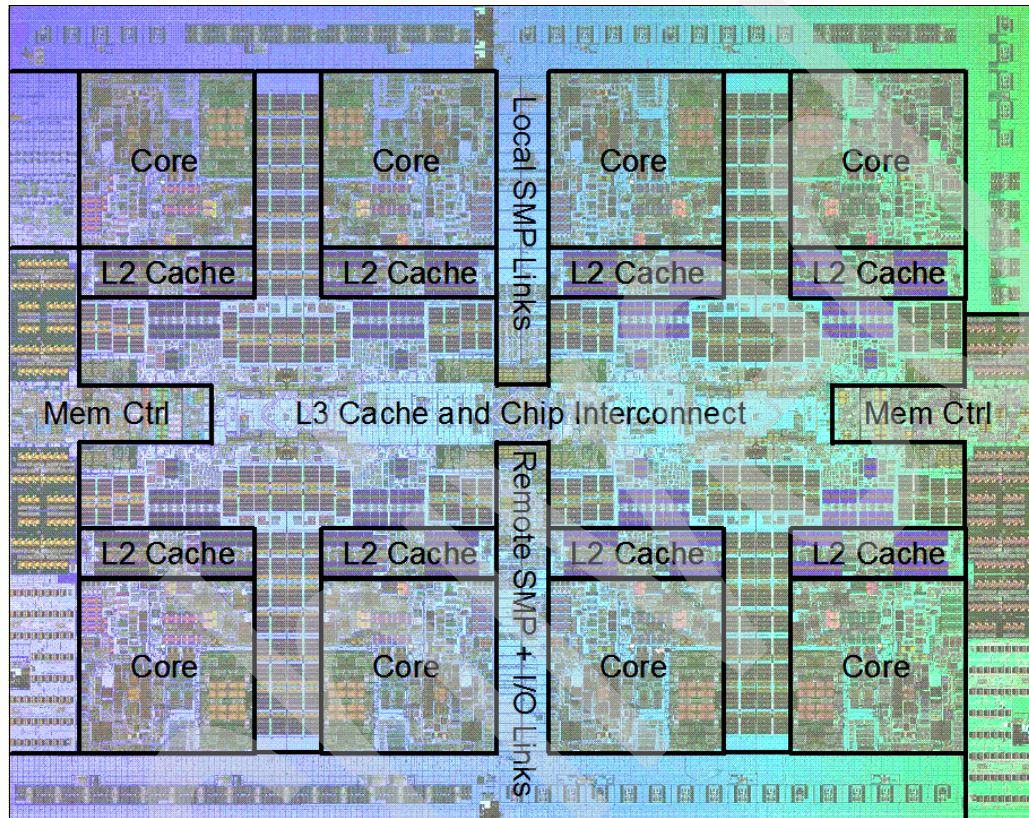 Core
Core
Core
Core
Local SMP Links
L2 Cache
L2 Cache
L2 Cache
L2 Cache
Mem Ctrl
L3 Cache and Chip Interconnect
Mem Ctrl
Remote SMP + I/O Links
L2 Cache
L2 Cache
L2 Cache
L2 Cache
Core
Core
Core
Core